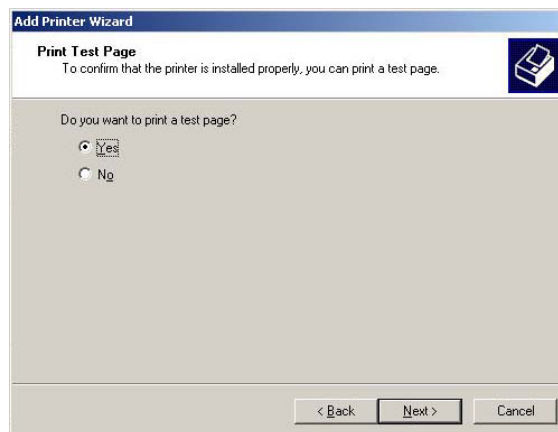 Add Printer Wizard
Print Test Page
To confirm that the printer is installed properly, you can print a test page.
Do you want to print a test page?
Yes
No
< Back
Next >
Cancel